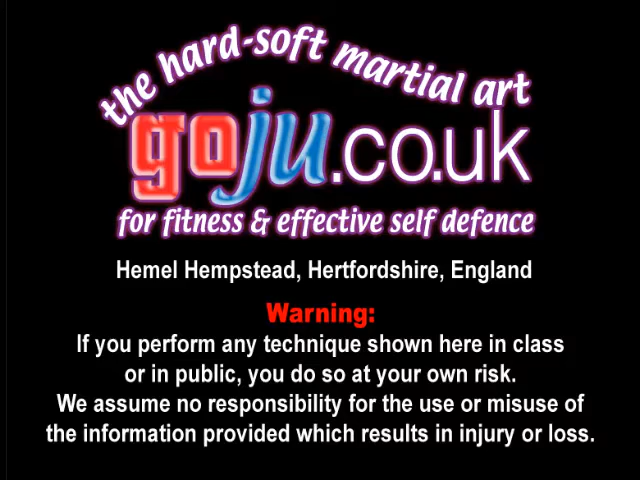 the hard-soft martial art
goju.co.uk
for fitness & effective self defence
Hemel Hempstead, Hertfordshire, England
Warning:
If you perform any technique shown here in class
or in public, you do so at your own risk.
We assume no responsibility for the use or misuse of
the information provided which results in injury or loss.